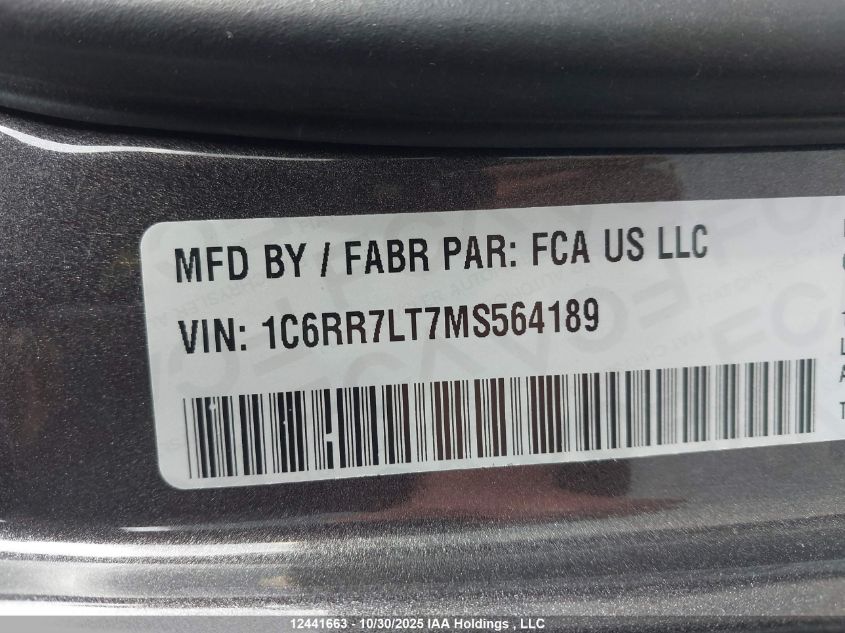 MFD BY / FABR PAR: FCA US LLC
VIN: 1C6RR7LT7MS564189
12441663 - 10/30/2025 IAA Holdings , LLC